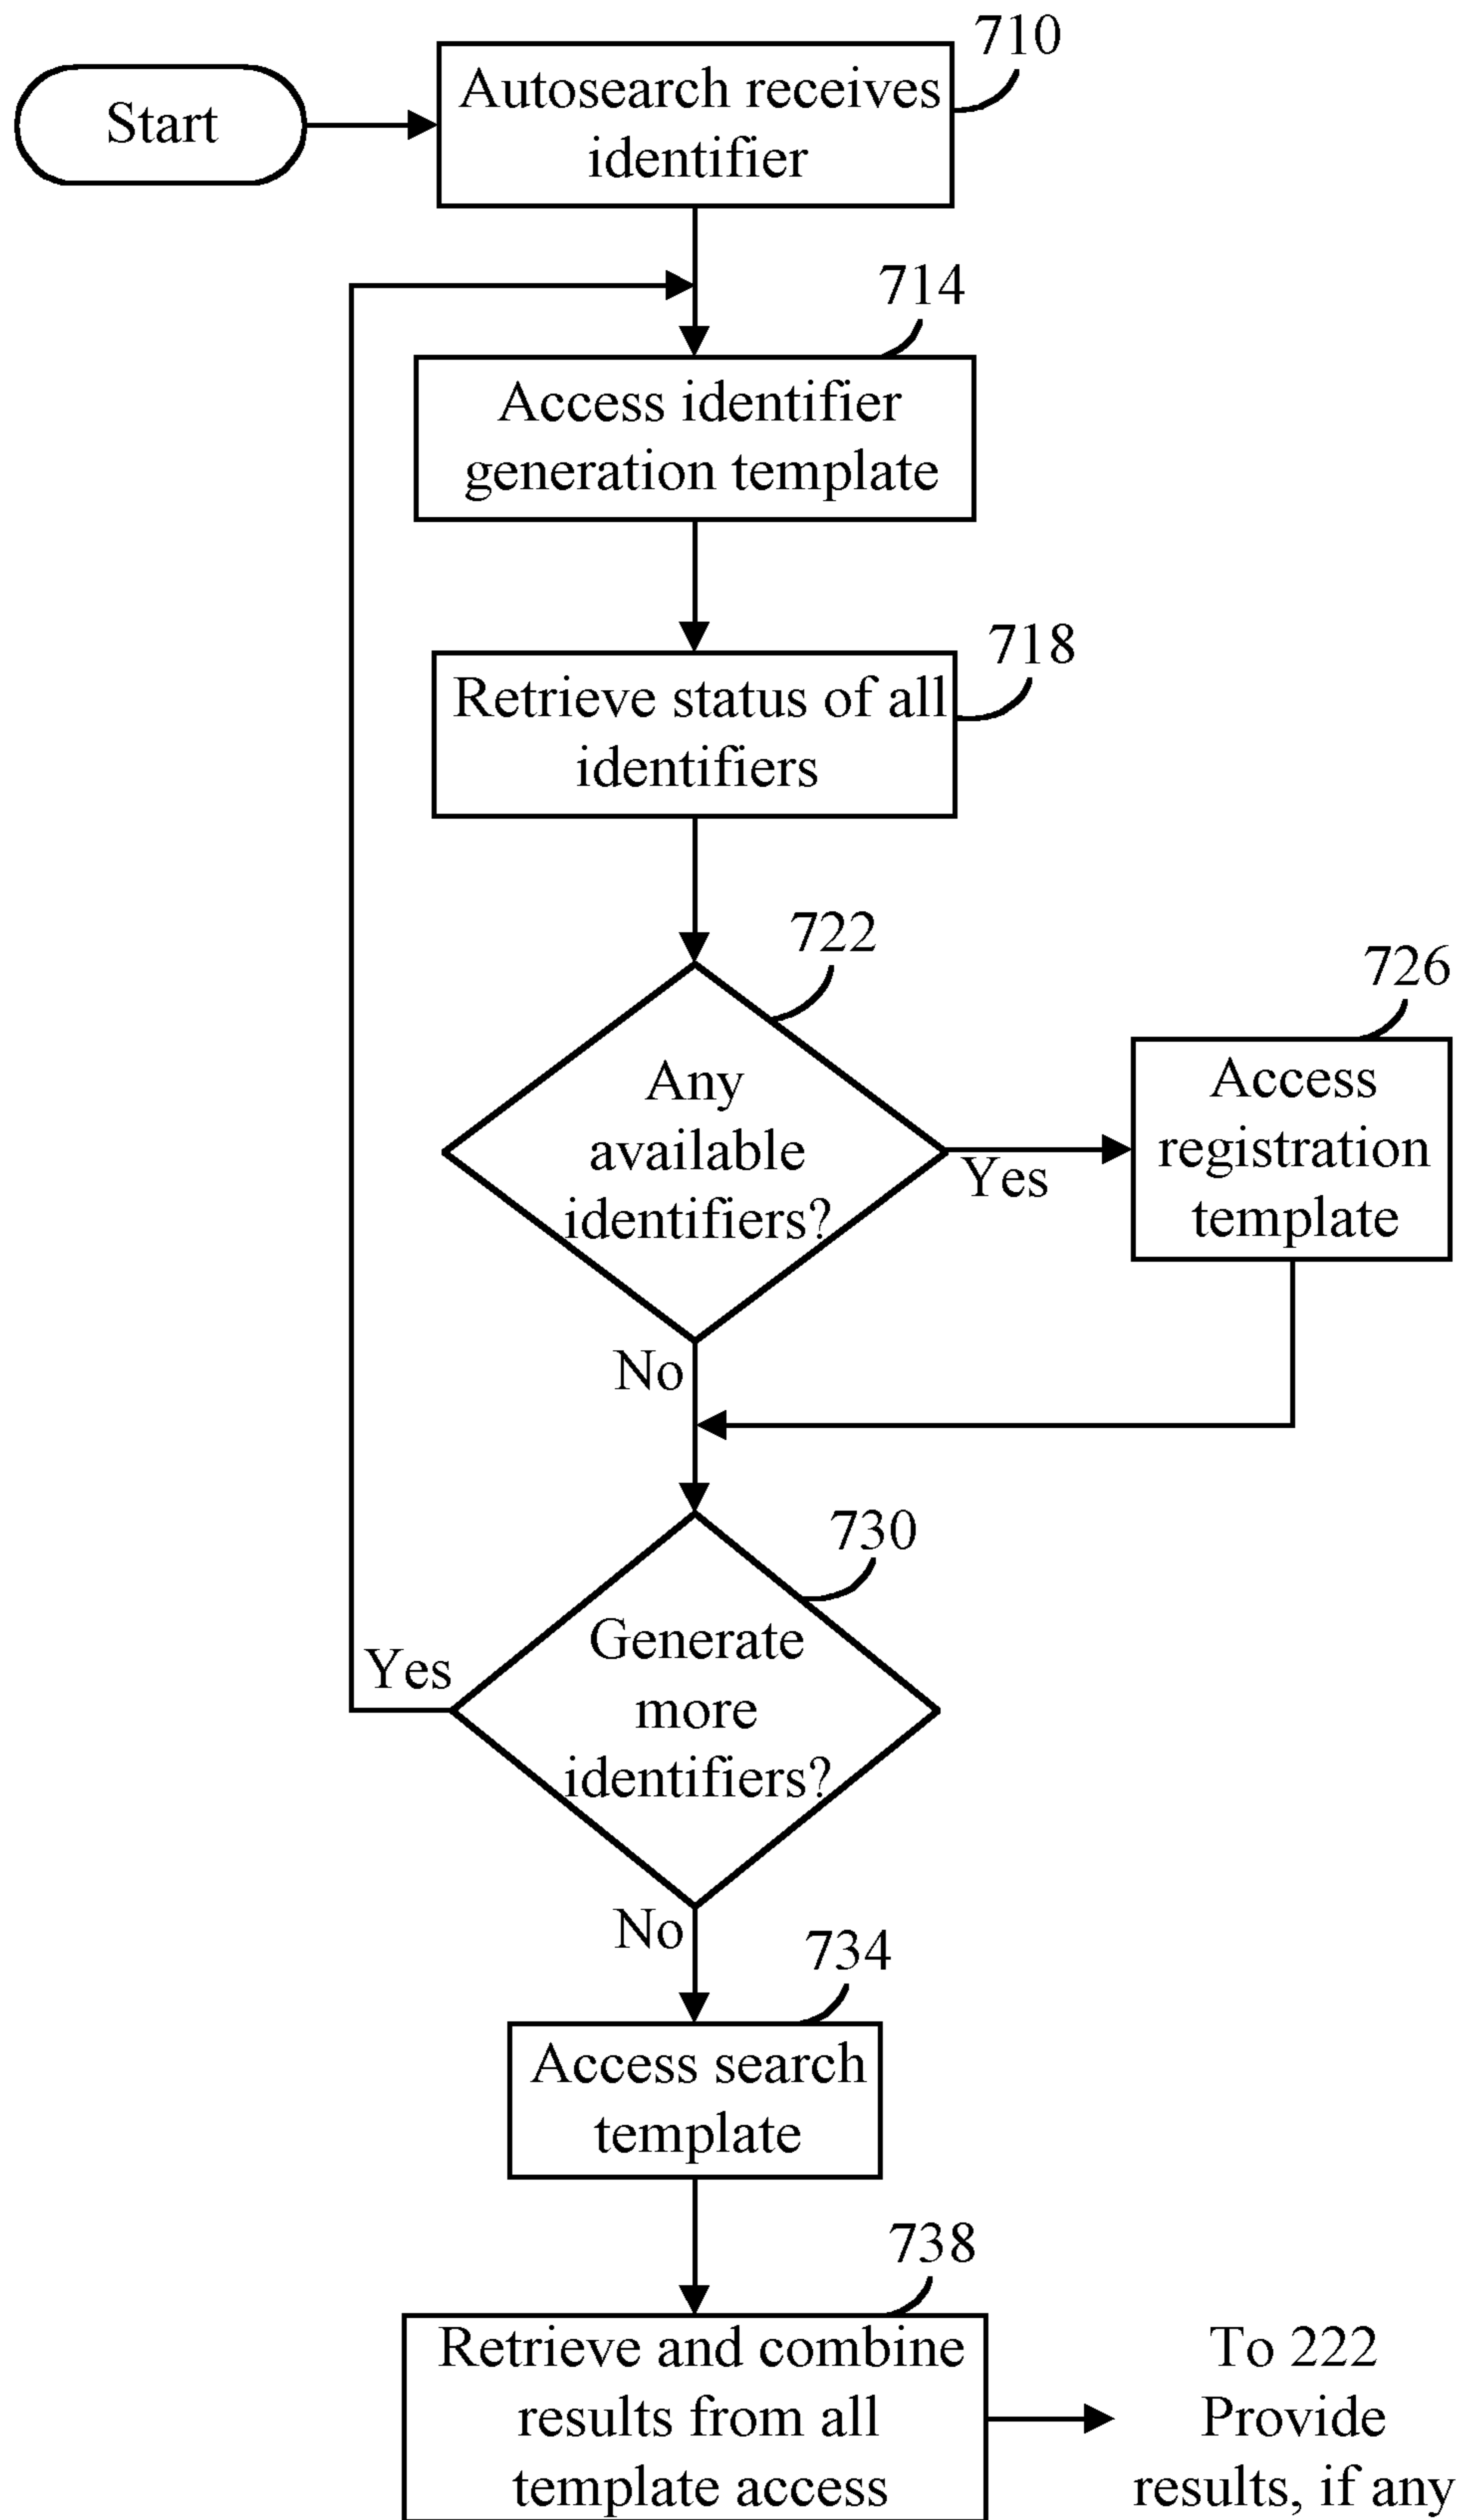 710
Start
Autosearch receives
identifier
714
Access identifier
generation template
718
Retrieve status of all
identifiers
722
Any
available
identifiers?
Yes
726
Access
registration
template
No
730
Generate
more
identifiers?
Yes
No
734
Access search
template
738
Retrieve and combine
results from all
template access
To 222
Provide
results, if any